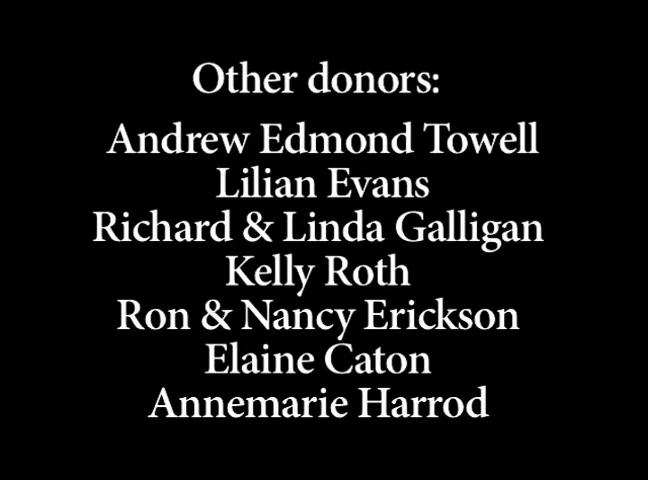 Other donors:
Andrew Edmond Towell
Lilian Evans
Richard & Linda Galligan
Kelly Roth
Ron & Nancy Erickson
Elaine Caton
Annemarie Harrod